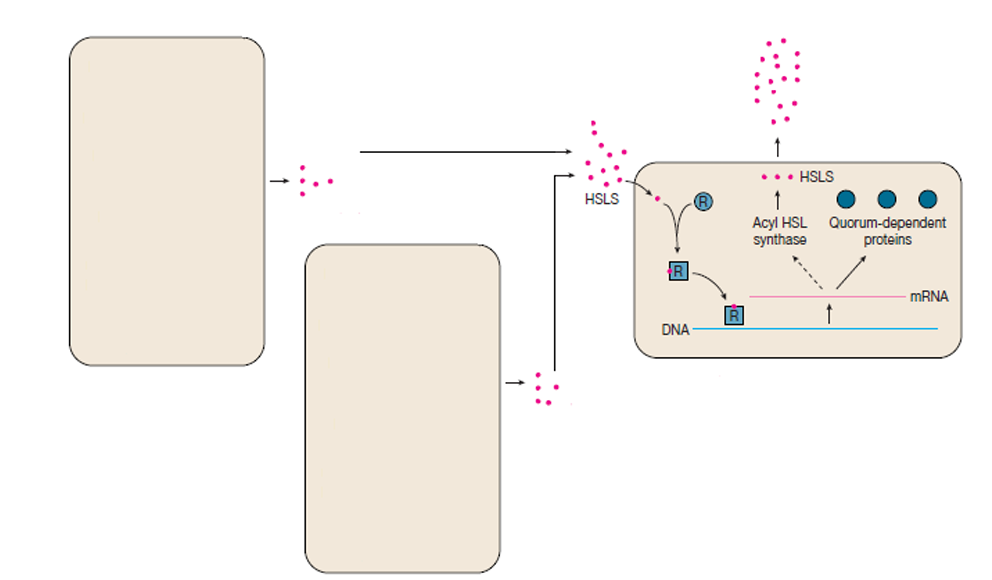 HSLS
HSLS
R
Acyl HSL
synthase
Quorum-dependent
proteins
R
mRNA
R
DNA